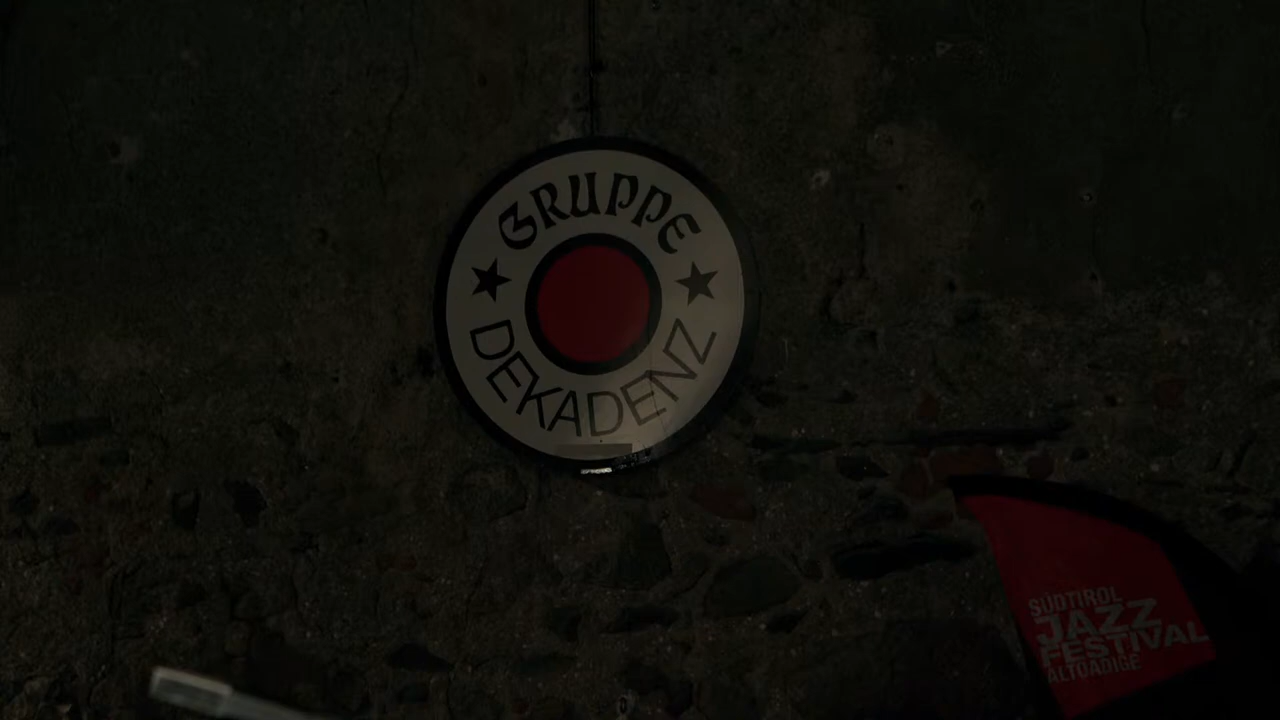 GRUPPE
DEKADENZ
SÜDTIROL
JAZZ
FESTIVAL
ALTOADIGE